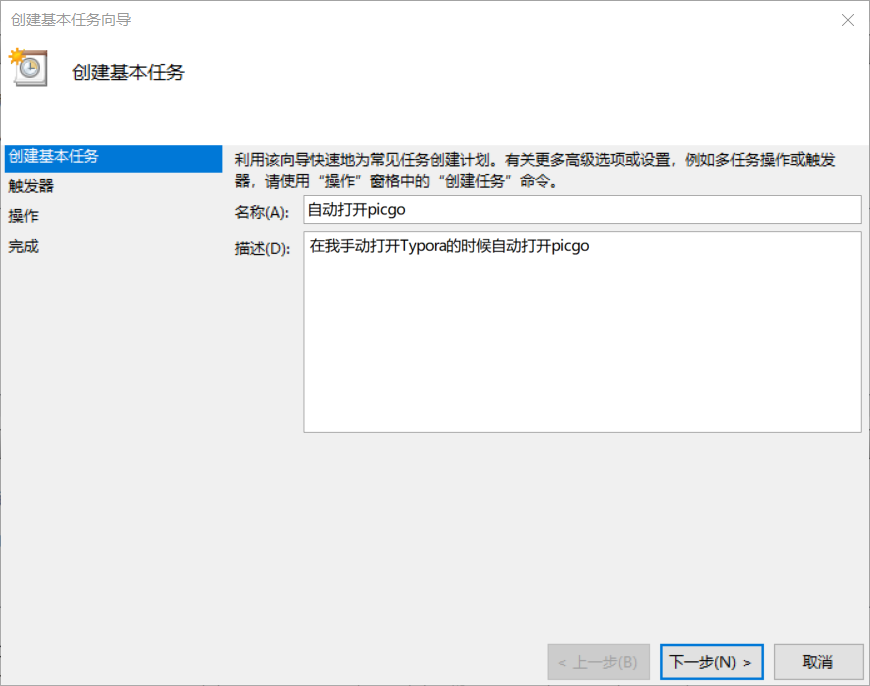 创建基本任务向导
创建基本任务
创建基本任务
触发器
操作
完成
利用该向导快速地为常见任务创建计划。有关更多高级选项或设置，例如多任务操作或触发
器，请使用“操作”窗格中的“创建任务”命令。
名称(A):
自动打开picgo
描述(D):
在我手动打开Typora的时候自动打开picgo
< 上一步(B)
下一步(N) >
取消